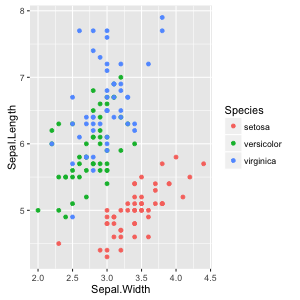 8
7
6
5
Sepal.Length
2.0 2.5 3.0 3.5 4.0 4.5
Sepal.Width
Species
setosa
versicolor
virginica